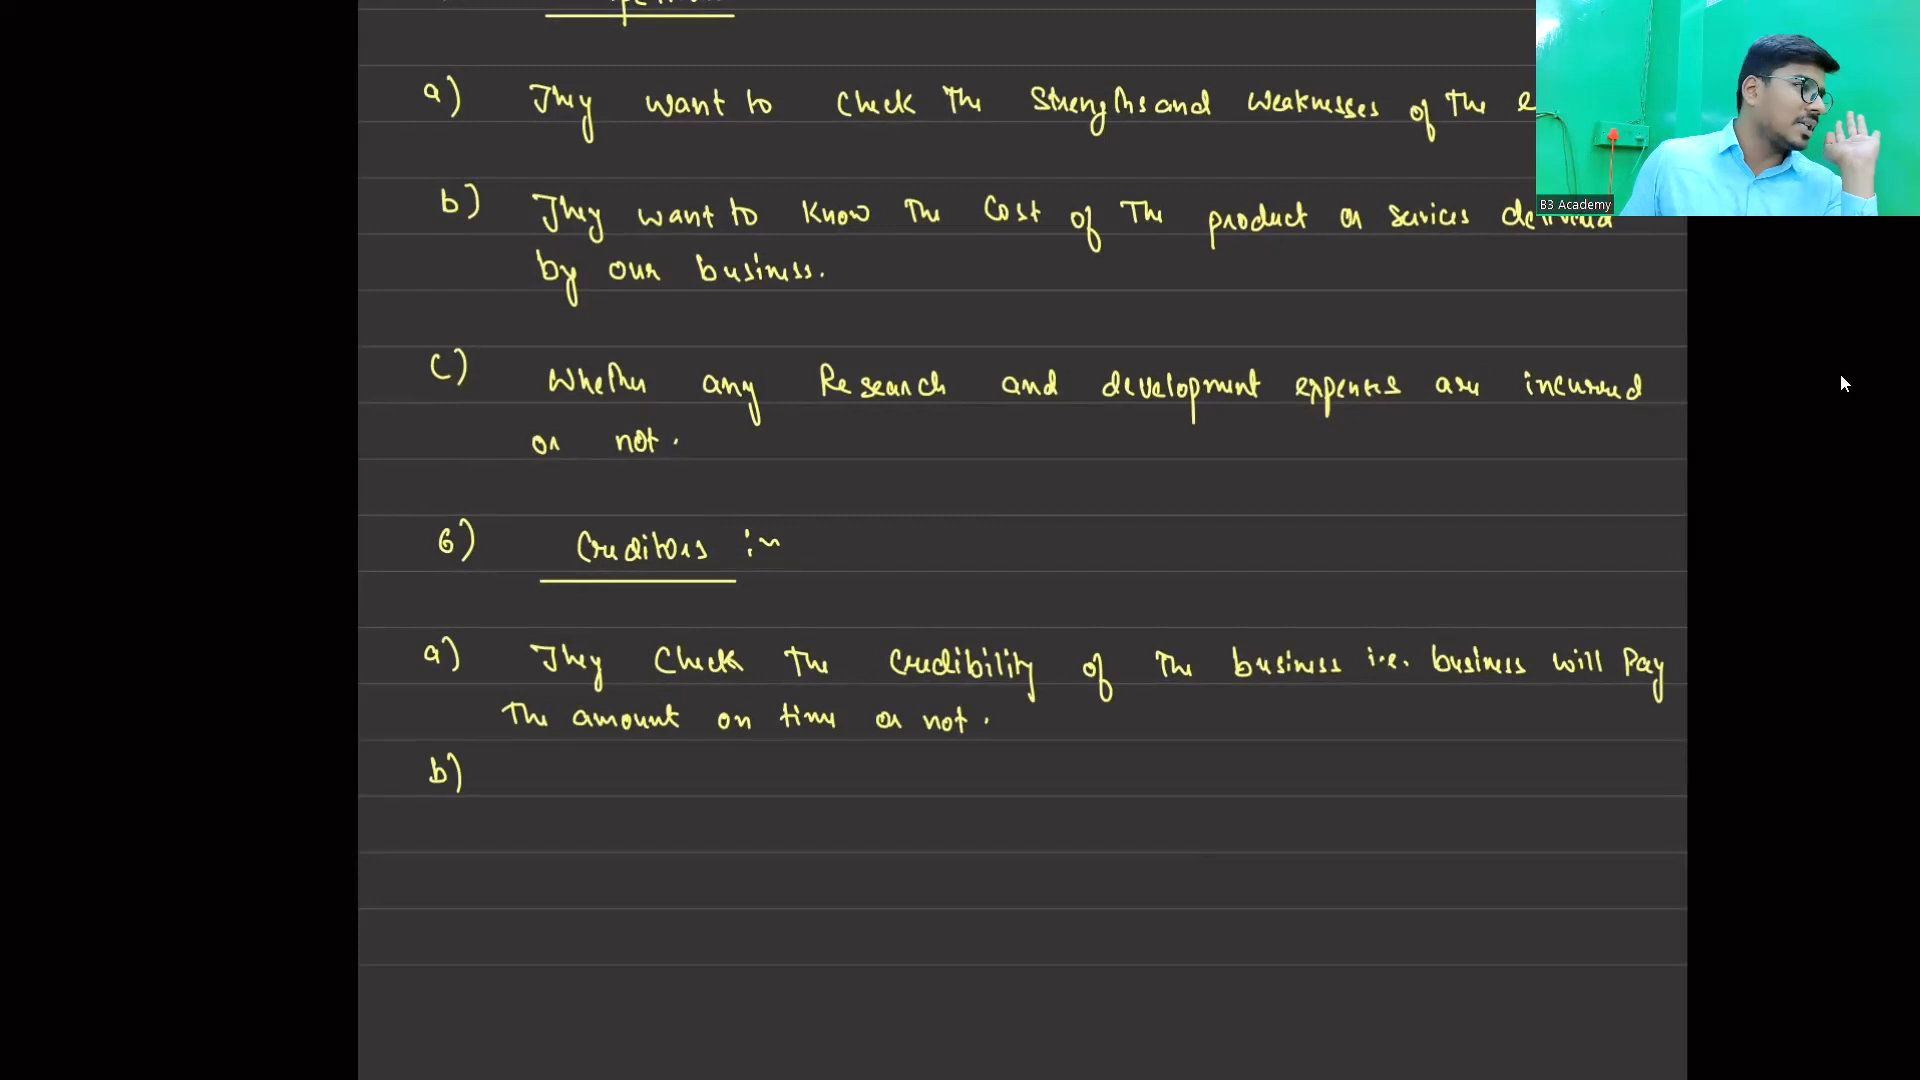 a) They want to check the strengths and weaknesses of the
b) They want to know the cost of the product or services delivered
by our business.
c) Whether any Research and development expenses are incurred
or not.
6) Creditors :~
a) They check the credibility of the business i.e. business will pay
the amount on time or not.
b)
B3 Academy